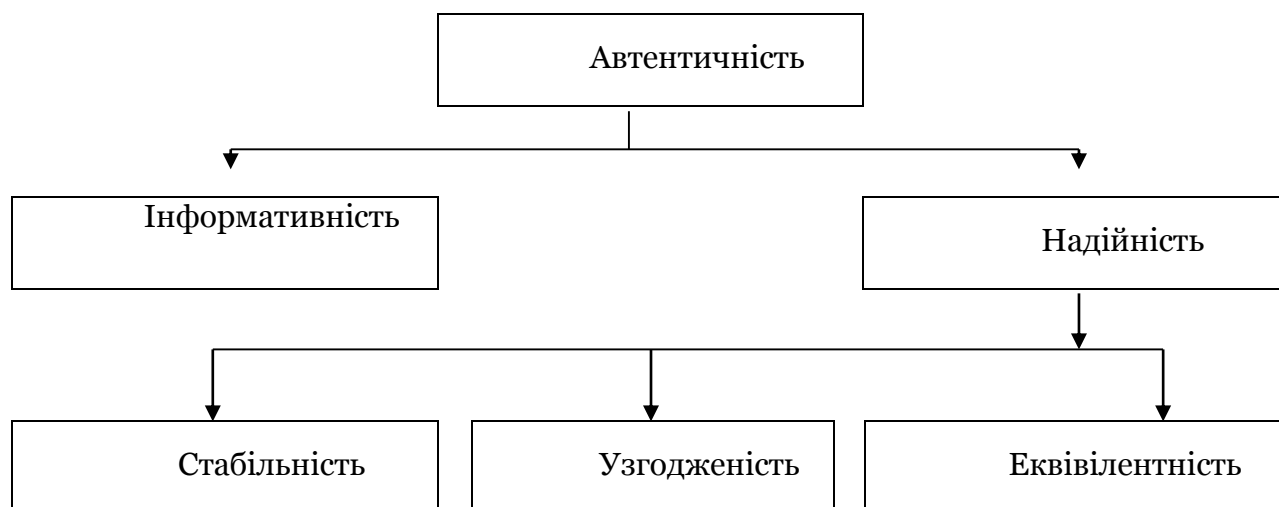 Автентичність
Інформативність
Надійність
Стабільність
Узгодженість
Еквівілентність